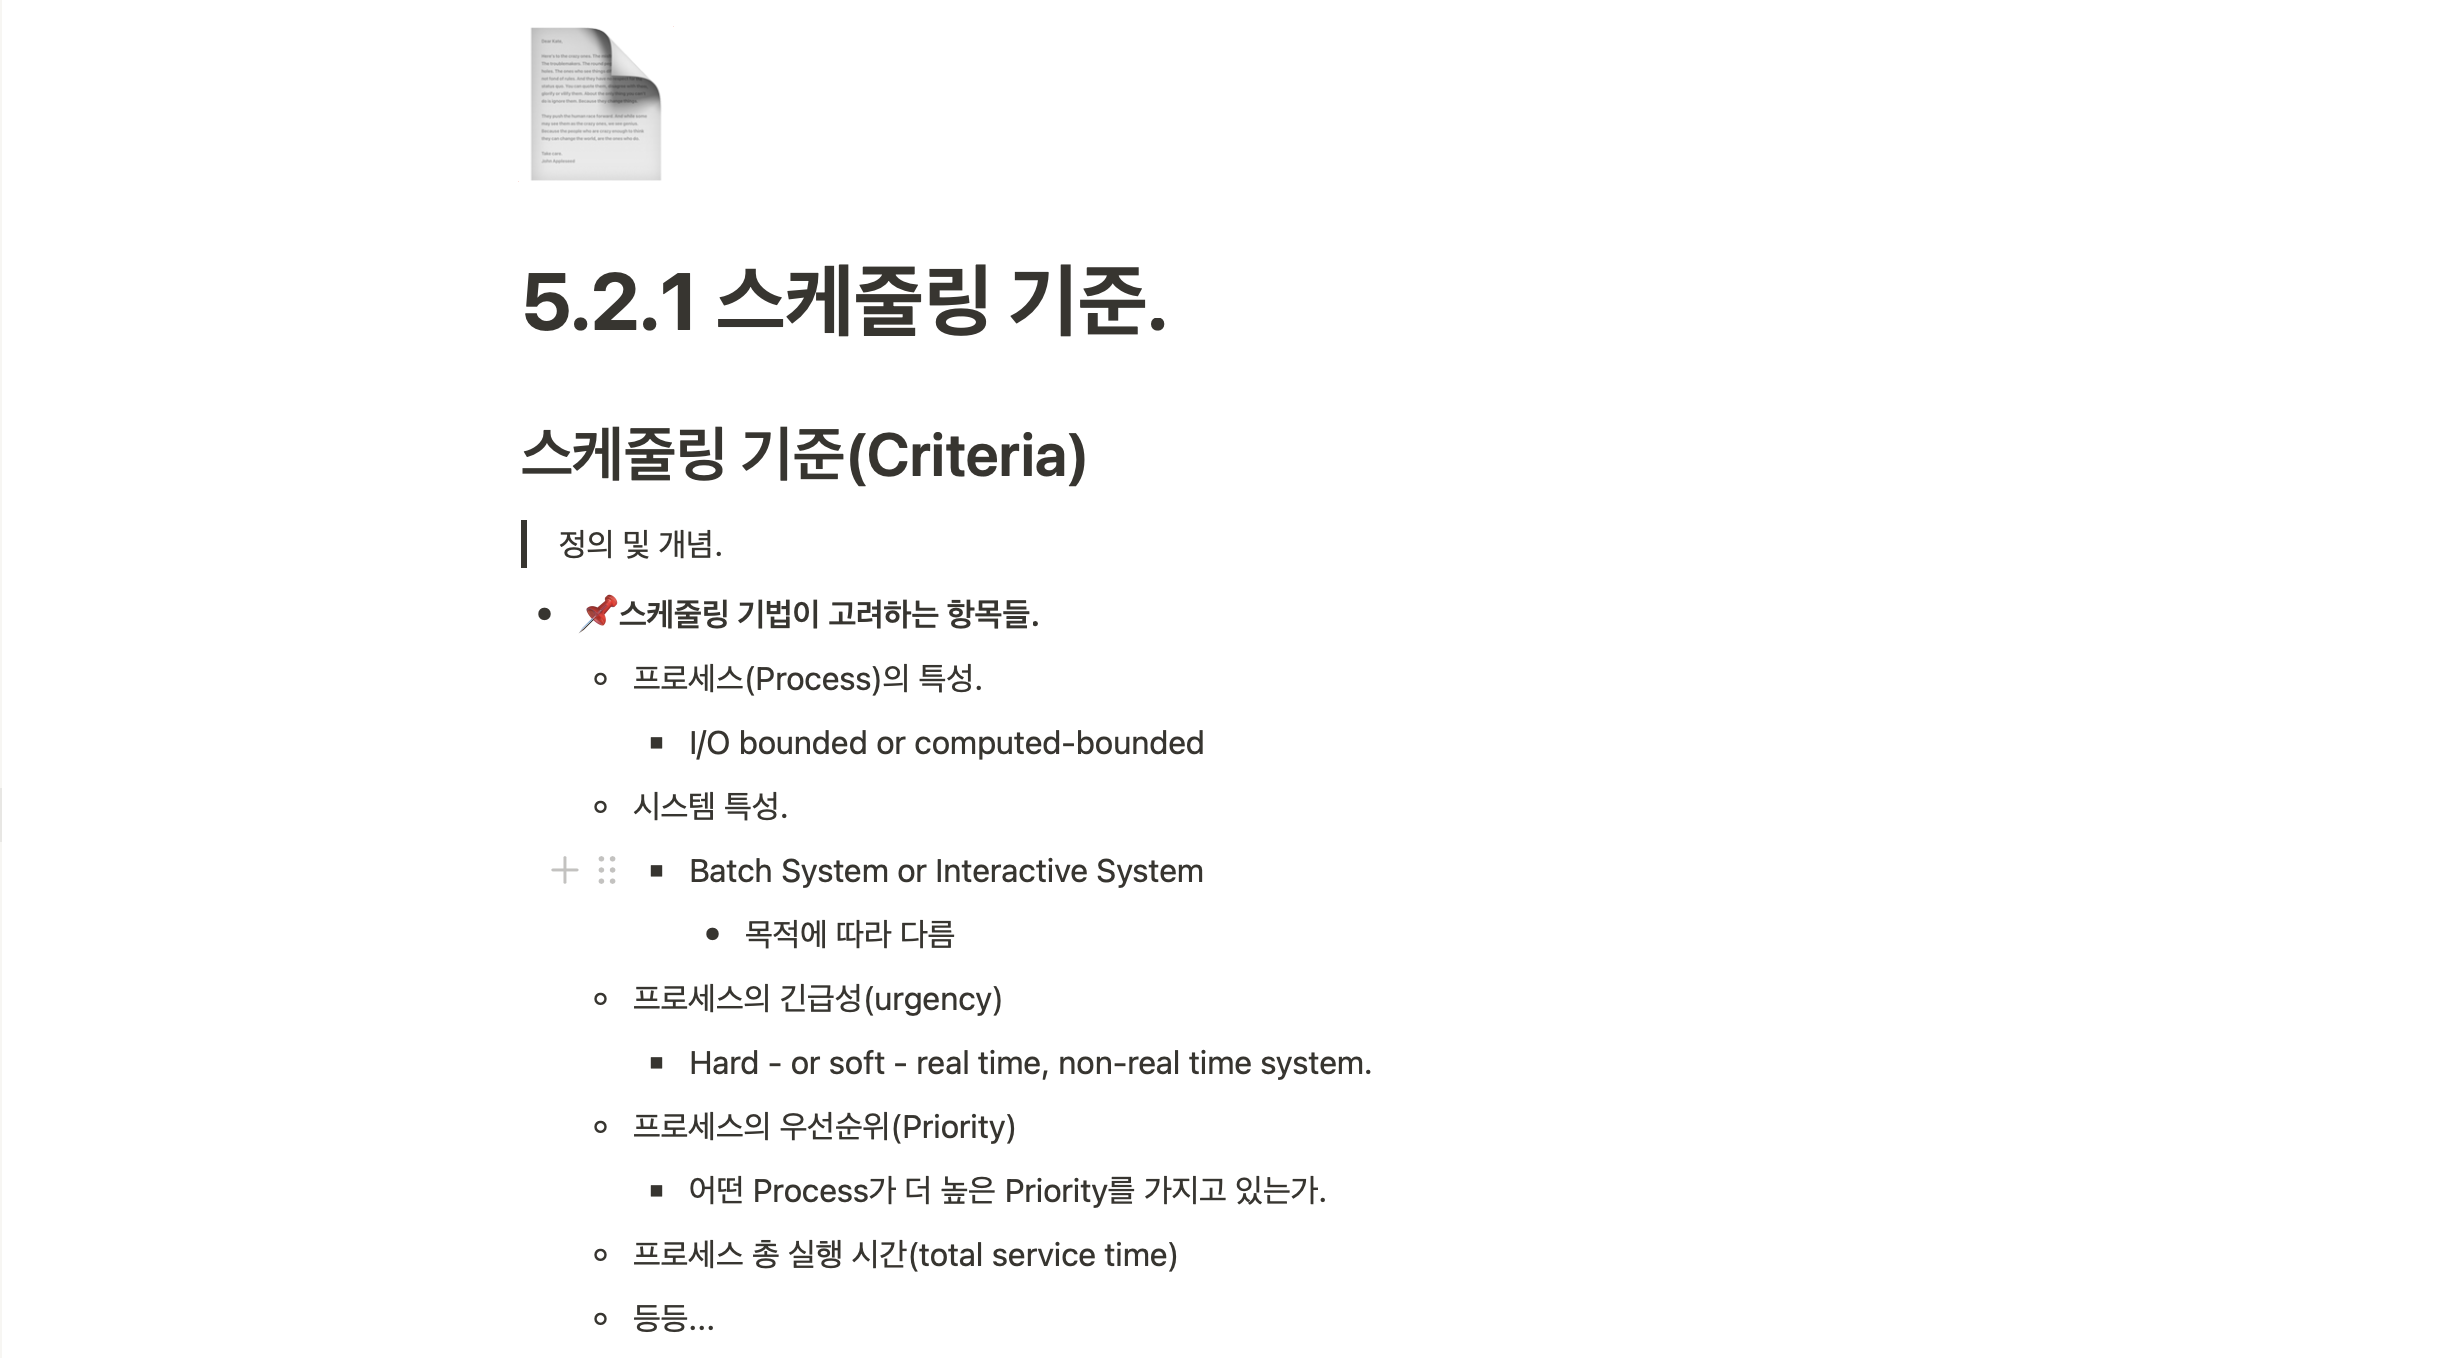 Dear Kate,
Take care,
John Appleseed
5.2.1 스케줄링 기준.
스케줄링 기준(Criteria)
정의 및 개념.
스케줄링 기법이 고려하는 항목들.
프로세스(Process)의 특성.
I/O bounded or computed-bounded
시스템 특성.
Batch System or Interactive System
목적에 따라 다름
프로세스의 긴급성(urgency)
Hard - or soft - real time, non-real time system.
프로세스의 우선순위(Priority)
어떤 Process가 더 높은 Priority를 가지고 있는가.
프로세스 총 실행 시간(total service time)
등등...